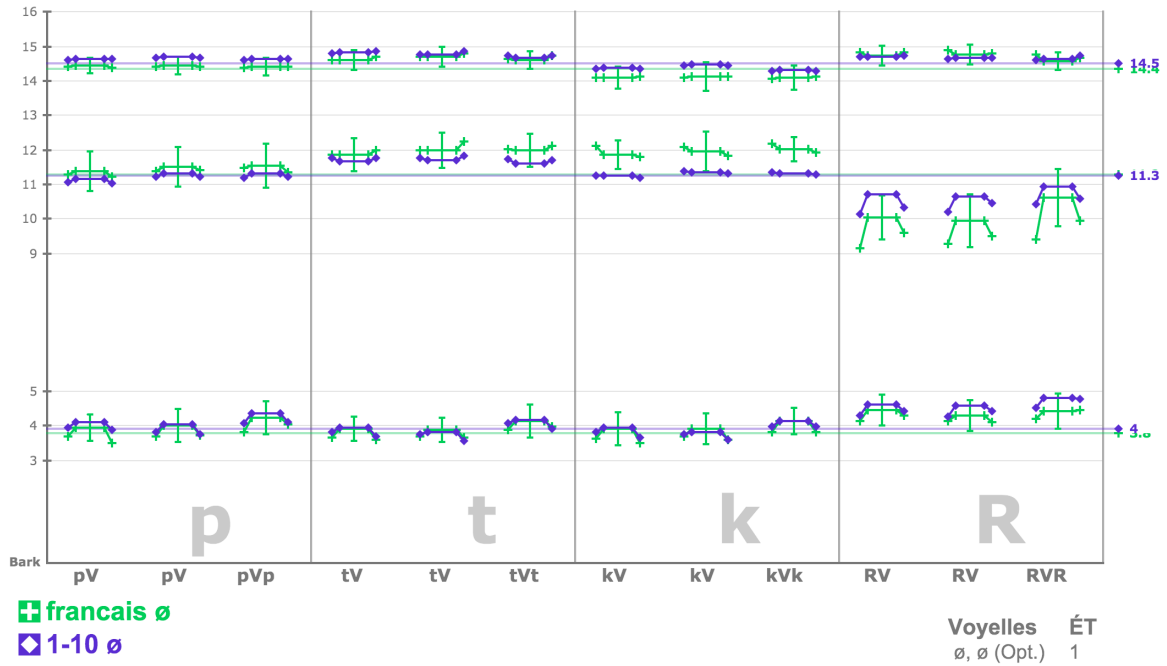 16
15
14
13
12
11
10
9
5
4
3
Bark
14.5
14.4
11.3
4
3.8
p t k R
pV pV pVp tV tV tVt kV kV kVk RV RV RVR
francais ø
1-10 ø
Voyelles ÉT
ø, ø (Opt.) 1